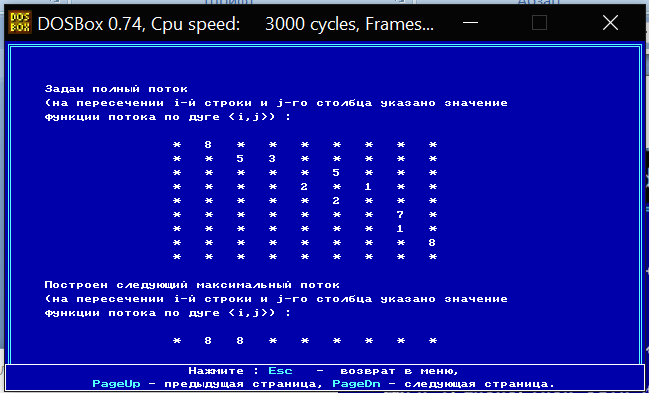 DOSBox 0.74, Cpu speed: 3000 cycles, Frames...
Задан полный поток
(на пересечении i-й строки и j-го столбца указано значение
функции потока по дуге <i,j>) :
* 8 * * * * * * *
* * 5 3 * * * * *
* * * * * 5 * * *
* * * * 2 * 1 * *
* * * * * 2 * * *
* * * * * * * 7 *
* * * * * * * 1 *
* * * * * * * * 8
* * * * * * * * *
Построен следующий максимальный поток
(на пересечении i-й строки и j-го столбца указано значение
функции потока по дуге <i,j>) :
* 8 8 * * * * * *
Нажмите : Esc - возврат в меню,
PageUp - предыдущая страница, PageDn - следующая страница.